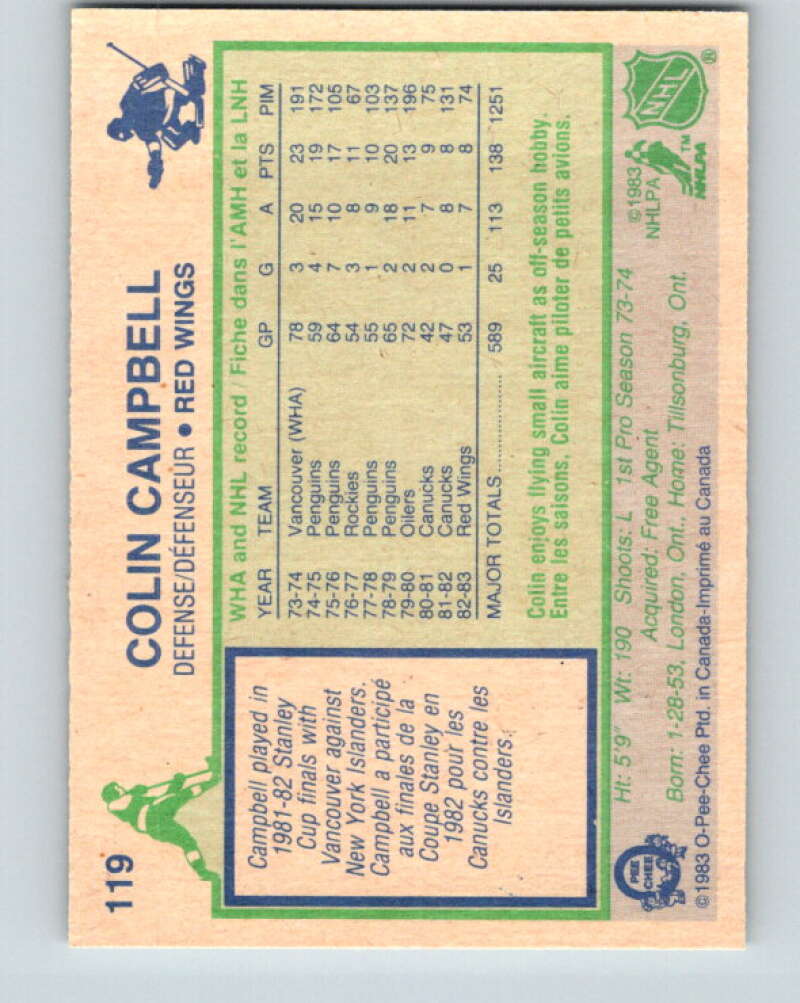 119
COLIN CAMPBELL
DEFENSE/DÉFENSEUR • RED WINGS
Campbell played in
1981-82 Stanley
Cup finals with
Vancouver against
New York Islanders.
Campbell a participé
aux finales de la
Coupe Stanley en
1982 pour les
Canucks contre les
Islanders.
WHA and NHL record / Fiche dans l'AMH et la LNH
YEAR TEAM GP G A PTS PIM
73-74 Vancouver (WHA) 78 3 20 23 191
74-75 Penguins 59 4 15 19 172
75-76 Penguins 64 7 10 17 105
76-77 Rockies 54 3 8 11 67
77-78 Penguins 55 1 9 10 103
78-79 Penguins 65 2 18 20 137
79-80 Oilers 72 2 11 13 196
80-81 Canucks 42 2 7 9 75
81-82 Canucks 47 0 8 8 131
82-83 Red Wings 53 1 7 8 74
MAJOR TOTALS .................. 589 25 113 138 1251
Colin enjoys flying small aircraft as off-season hobby.
Entre les saisons, Colin aime piloter de petits avions.
Ht: 5'9" Wt: 190 Shoots: L 1st Pro Season 73-74
Acquired: Free Agent
Born: 1-28-53, London, Ont., Home: Tillsonburg, Ont.
©1983 O-Pee-Chee Ptd. in Canada-Imprimé au Canada
O
PEE
CHEE
©1983
NHLPA
TM
NHLPA
NHL
®